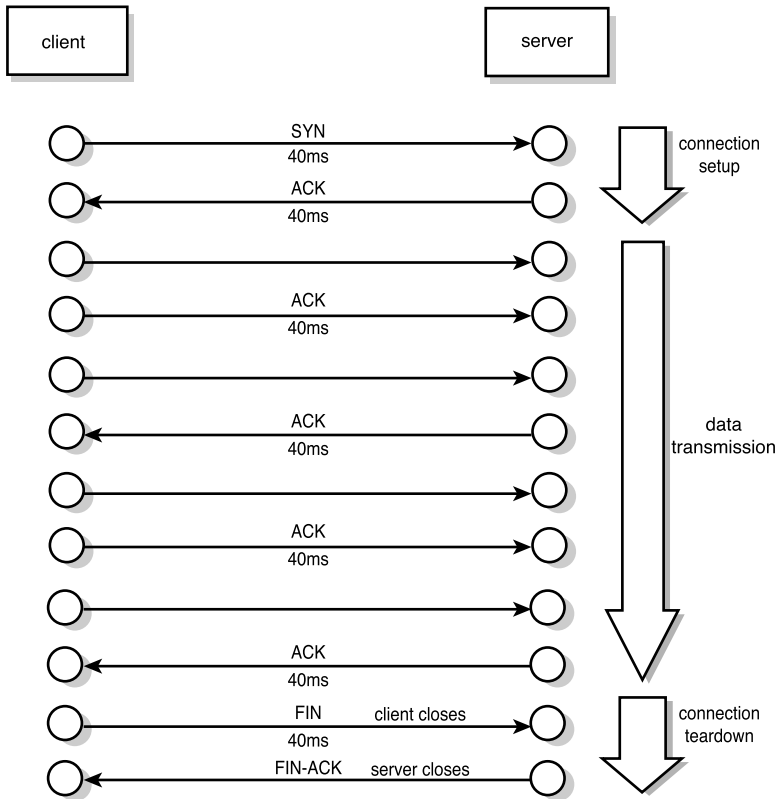 client
server
SYN
40ms
connection
setup
ACK
40ms
ACK
40ms
ACK
40ms
data
transmission
ACK
40ms
ACK
40ms
FIN client closes
40ms
connection
teardown
FIN-ACK server closes